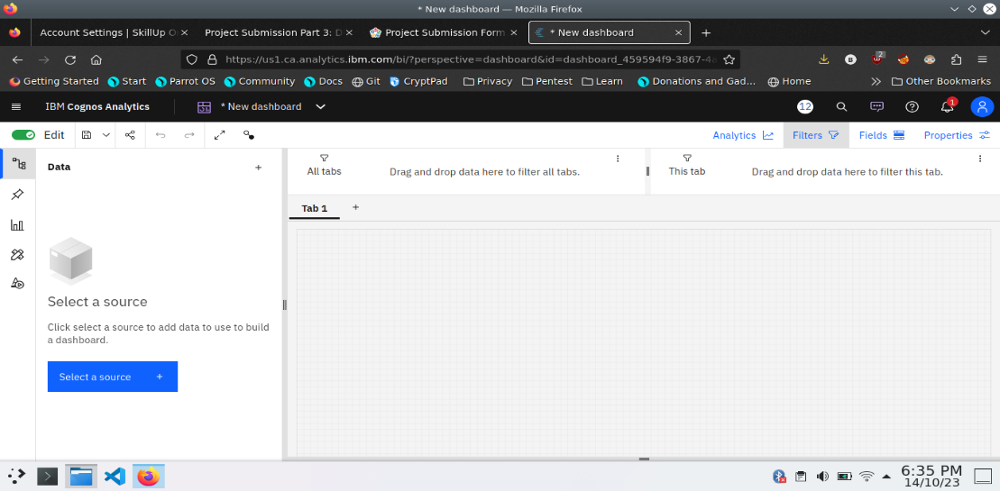 * New dashboard — Mozilla Firefox
Account Settings | SkillUp O
Project Submission Part 3: D
Project Submission Form
* New dashboard
https://us1.ca.analytics.ibm.com/bi/?perspective=dashboard&id=dashboard_459594f9-3867-4a
B
2
Getting Started
Start
Parrot OS
Community
Docs
Git
CryptPad
Privacy
Pentest
Learn
Donations and Gad...
Home
Other Bookmarks
IBM Cognos Analytics
* New dashboard
12
1
Edit
Analytics
Filters
Fields
Properties
Data
All tabs
Drag and drop data here to filter all tabs.
This tab
Drag and drop data here to filter this tab.
Tab 1
Select a source
Click select a source to add data to use to build
a dashboard.
Select a source
6:35 PM
14/10/23